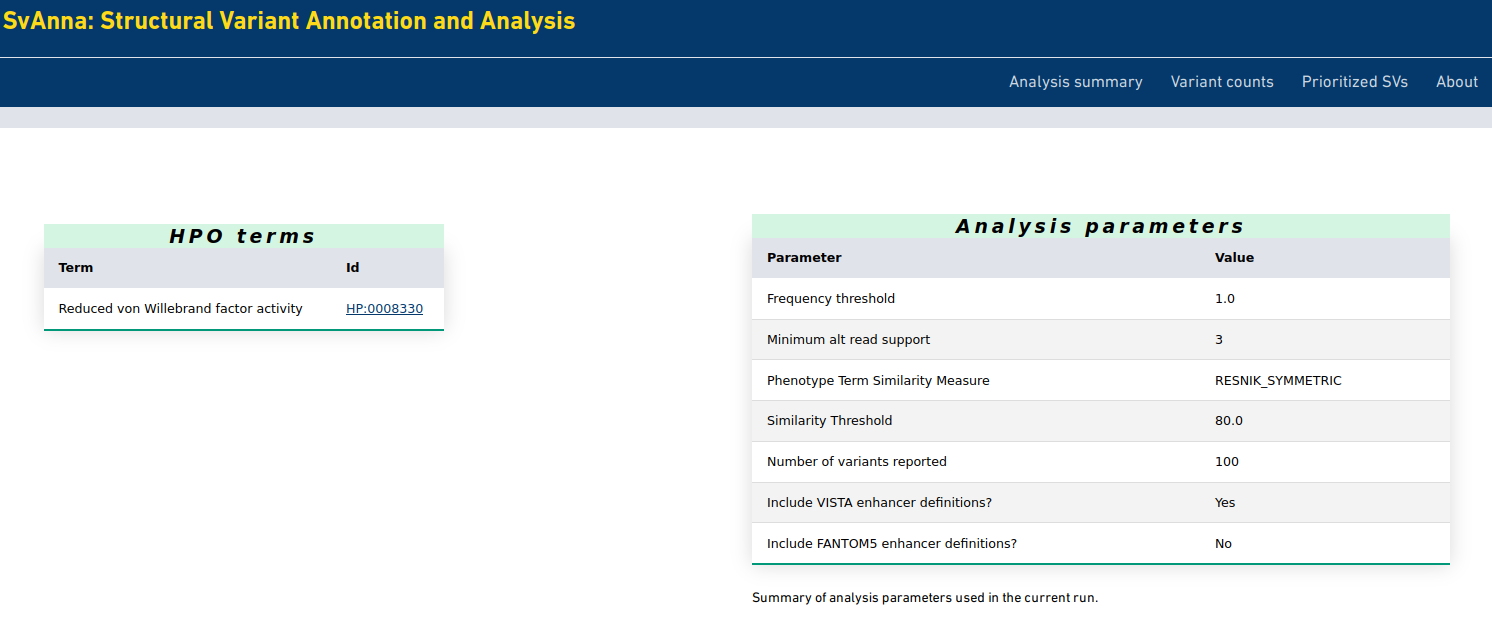 SvAnna: Structural Variant Annotation and Analysis
Analysis summary Variant counts Prioritized SVs About
HPO terms
Term Id
Reduced von Willebrand factor activity HP:0008330
Analysis parameters
Parameter Value
Frequency threshold 1.0
Minimum alt read support 3
Phenotype Term Similarity Measure RESNIK_SYMMETRIC
Similarity Threshold 80.0
Number of variants reported 100
Include VISTA enhancer definitions? Yes
Include FANTOM5 enhancer definitions? No
Summary of analysis parameters used in the current run.